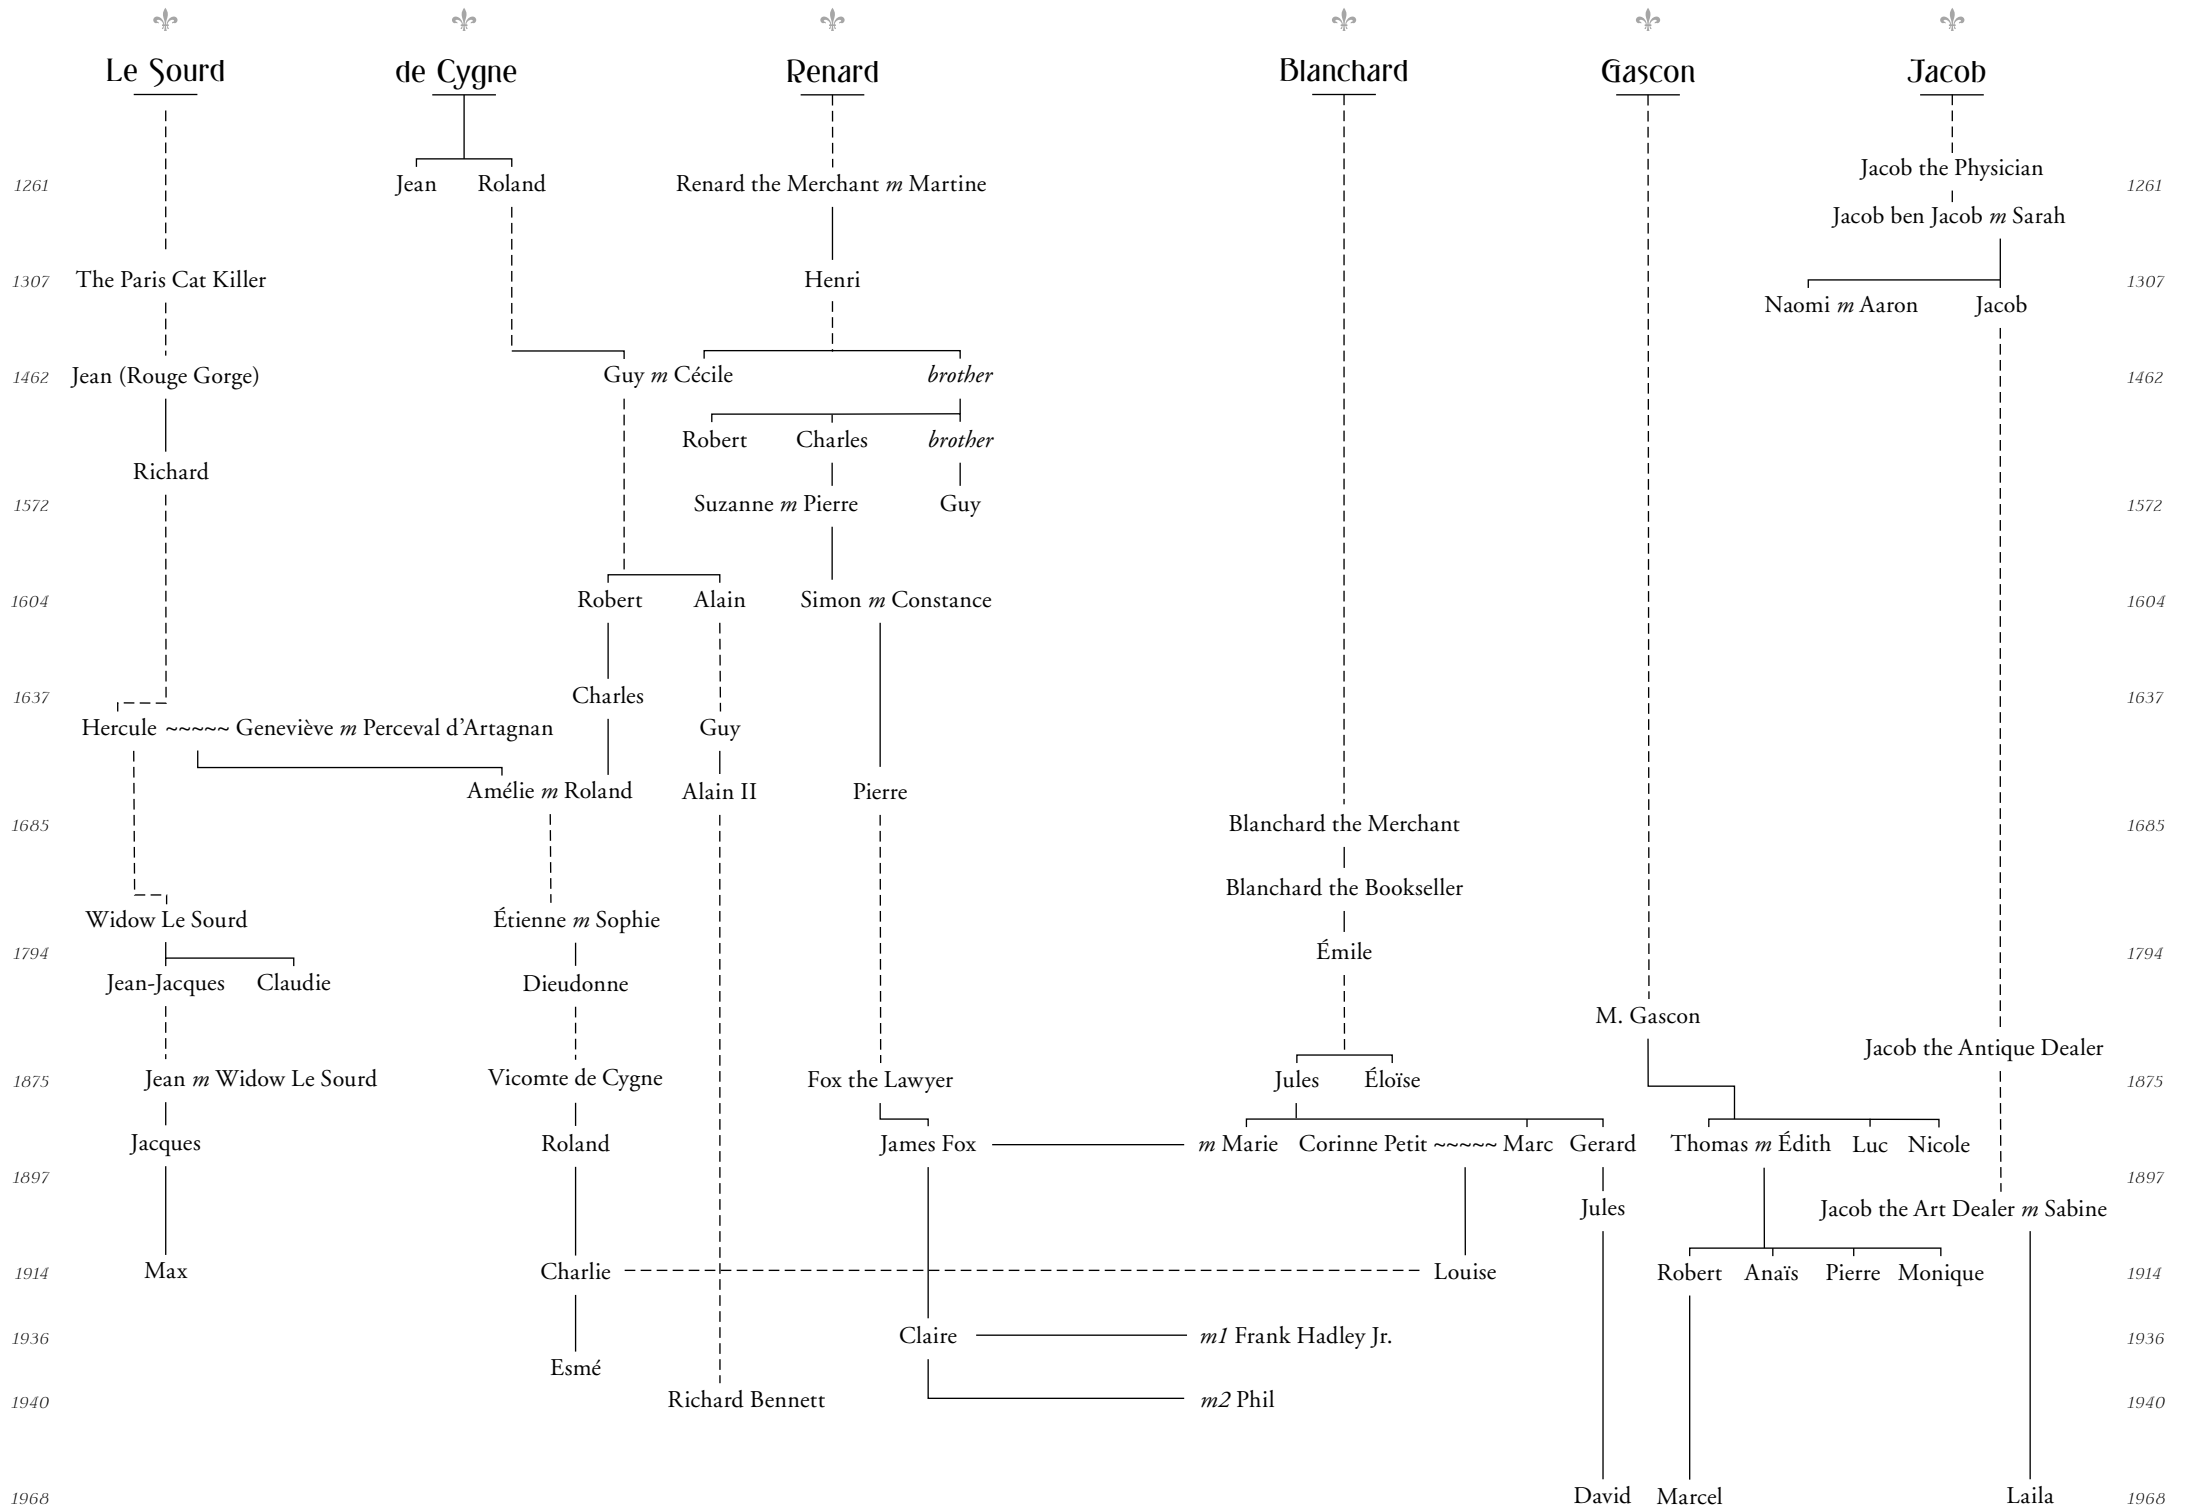 Le Sourd de Cygne Renard Blanchard Gascon Jacob
Jacob the Physician
1261 Jean Roland Renard the Merchant m Martine 1261
Jacob ben Jacob m Sarah
1307 The Paris Cat Killer Henri 1307
Naomi m Aaron Jacob
1462 Jean (Rouge Gorge) Guy m Cécile brother 1462
Robert Charles brother
Richard
1572 Suzanne m Pierre Guy 1572
1604 Robert Alain Simon m Constance 1604
1637 Charles 1637
Hercule ~~~~~ Geneviève m Perceval d’Artagnan Guy
Amélie m Roland Alain II Pierre
1685 Blanchard the Merchant 1685
Blanchard the Bookseller
Widow Le Sourd Étienne m Sophie
1794 Émile 1794
Jean-Jacques Claudie Dieudonne
M. Gascon
Jacob the Antique Dealer
1875 Jean m Widow Le Sourd Vicomte de Cygne Fox the Lawyer Jules Éloïse 1875
Jacques Roland James Fox m Marie Corinne Petit ~~~~~ Marc Gerard Thomas m Édith Luc Nicole
1897 1897
Jules Jacob the Art Dealer m Sabine
1914 Max Charlie Louise Robert Anaïs Pierre Monique 1914
1936 Claire m1 Frank Hadley Jr. 1936
Esmé
1940 Richard Bennett m2 Phil 1940
1968 David Marcel Laila 1968